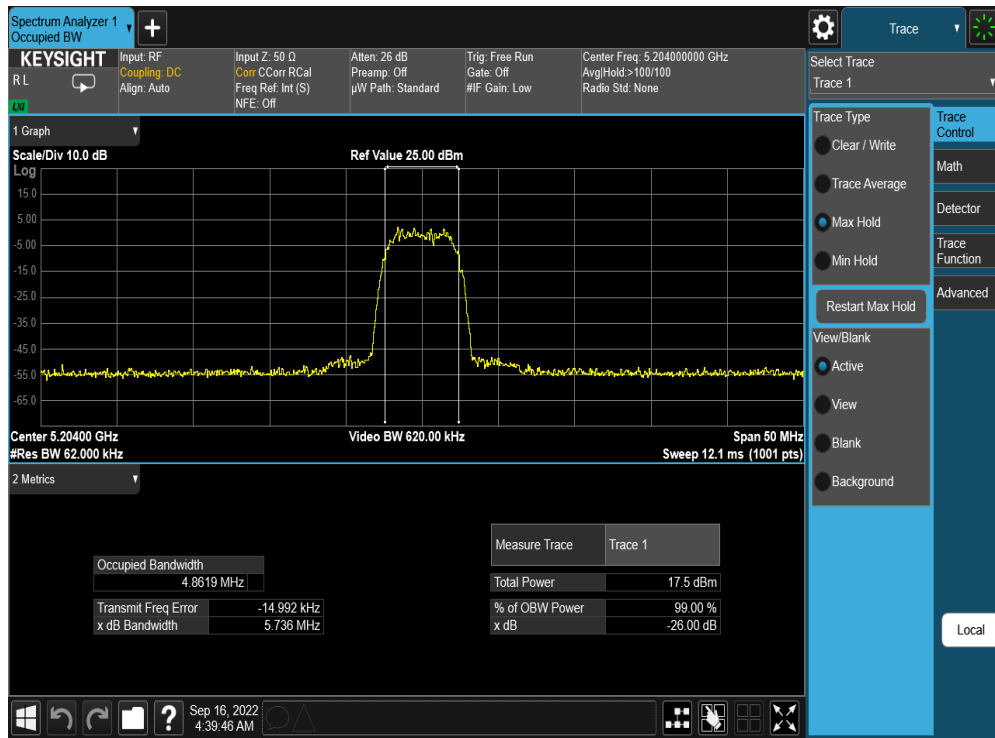 Spectrum Analyzer 1
Occupied BW
+
Trace
KEYSIGHT
R L
LXI
Input: RF
Coupling: DC
Align: Auto
Input Z: 50 Ω
Corr CCorr RCal
Freq Ref: Int (S)
NFE: Off
Atten: 26 dB
Preamp: Off
µW Path: Standard
Trig: Free Run
Gate: Off
#IF Gain: Low
Center Freq: 5.204000000 GHz
Avg|Hold:>100/100
Radio Std: None
Select Trace
Trace 1
1 Graph
Scale/Div 10.0 dB
Ref Value 25.00 dBm
Log
15.0
5.00
-5.00
-15.0
-25.0
-35.0
-45.0
-55.0
-65.0
Center 5.20400 GHz
#Res BW 62.000 kHz
Video BW 620.00 kHz
Span 50 MHz
Sweep 12.1 ms (1001 pts)
Trace Type
Clear / Write
Trace Average
Max Hold
Min Hold
Restart Max Hold
View/Blank
Active
View
Blank
Background
Trace
Control
Math
Detector
Trace
Function
Advanced
2 Metrics
Occupied Bandwidth
4.8619 MHz
Transmit Freq Error -14.992 kHz
x dB Bandwidth 5.736 MHz
Measure Trace Trace 1
Total Power 17.5 dBm
% of OBW Power 99.00 %
x dB -26.00 dB
Local
?
Sep 16, 2022
4:39:46 AM